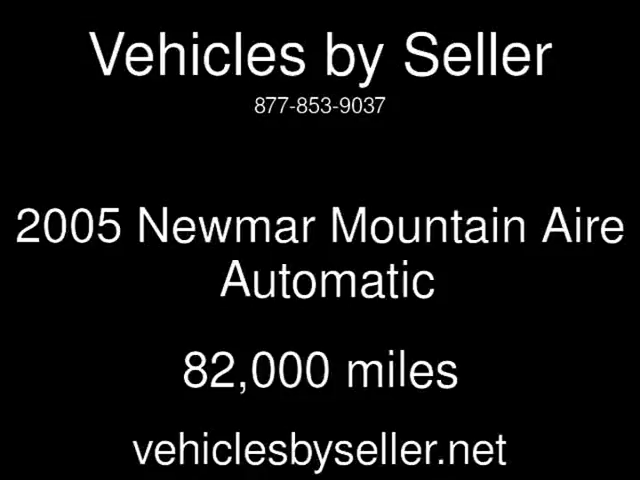 Vehicles by Seller
877-853-9037
2005 Newmar Mountain Aire
Automatic
82,000 miles
vehiclesbyseller.net